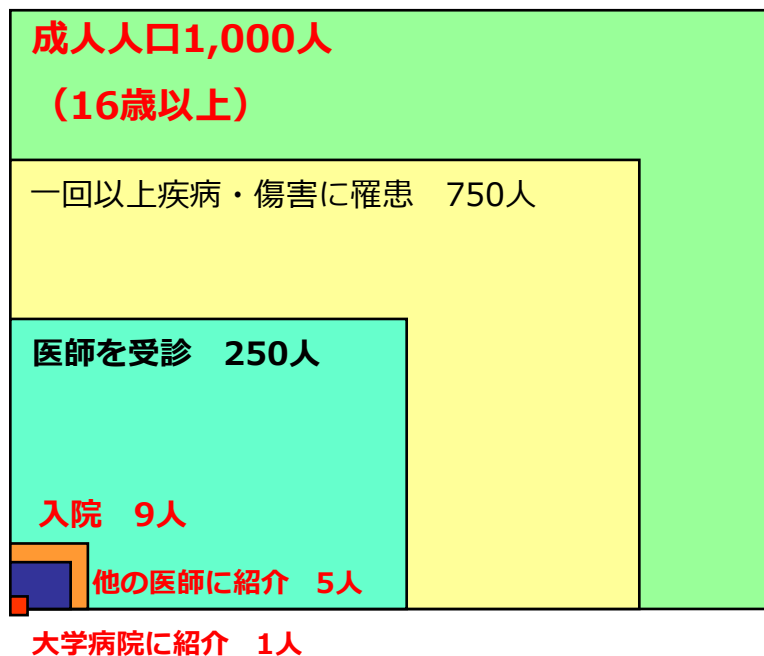 成人人口1,000人
（16歳以上）
一回以上疾病・傷害に罹患　750人
医師を受診　250人
入院　9人
他の医師に紹介　5人
大学病院に紹介　1人